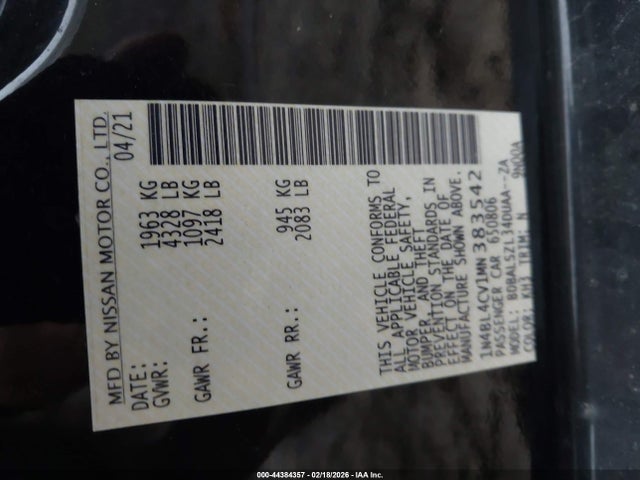 MFD BY NISSAN MOTOR CO., LTD.
DATE: 04/21
GVWR: 1963 KG
4328 LB
GAWR FR.: 1097 KG
2418 LB
GAWR RR.: 945 KG
2083 LB
THIS VEHICLE CONFORMS TO
ALL APPLICABLE FEDERAL
MOTOR VEHICLE SAFETY,
BUMPER, AND THEFT
PREVENTION STANDARDS IN
EFFECT ON THE DATE OF
MANUFACTURE SHOWN ABOVE.
1N4BL4CV1MN383542
PASSENGER CAR 650806
MODEL: BDBALSZL34DUAA--ZA
COLOR: KH3 TRIM: N 9H00A
000-44384357 - 02/18/2026 - IAA Inc.